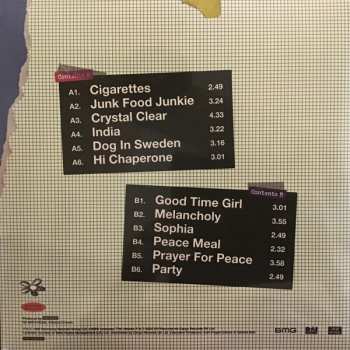 Contents A
A1. Cigarettes 2.49
A2. Junk Food Junkie 3.24
A3. Crystal Clear 4.33
A4. India 3.22
A5. Dog In Sweden 3.16
A6. Hi Chaperone 3.01
Contents B
B1. Good Time Girl 3.01
B2. Melancholy 3.55
B3. Sophia 2.49
B4. Peace Meal 2.32
B5. Prayer For Peace 3.58
B6. Party 2.49
BMG